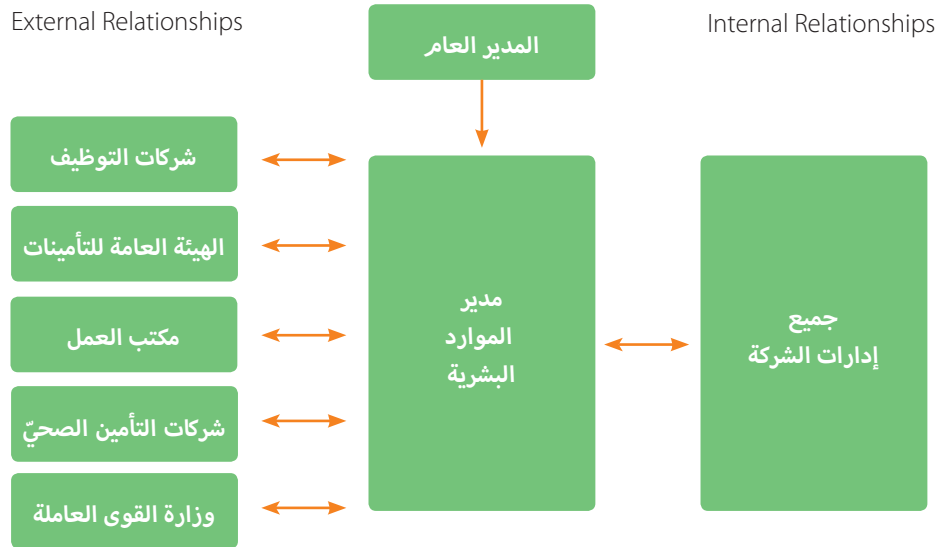 External Relationships
Internal Relationships
المدير العام
شركات التوظيف
الهيئة العامة للتأمينات
مكتب العمل
شركات التأمين الصحيّ
وزارة القوى العاملة
مدير
الموارد
البشرية
جميع
إدارات الشركة